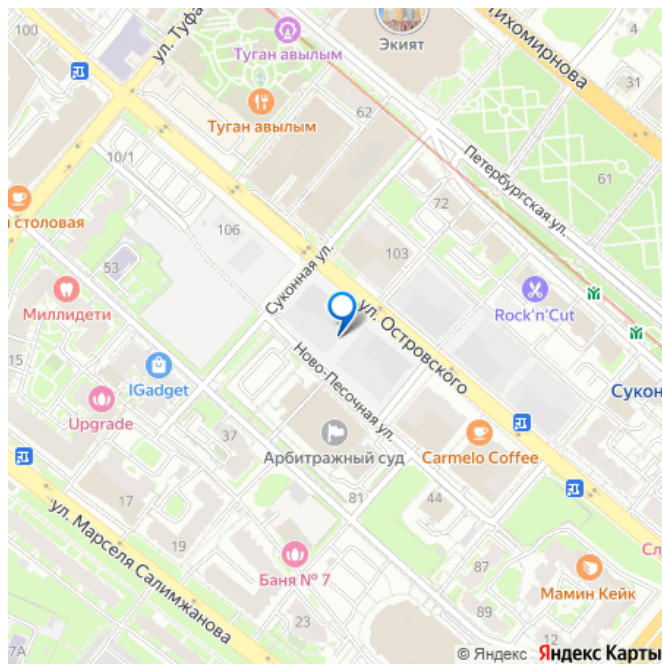 100
Экият
4
Туган авылым
ул. Туфа
Тихомирнова
31
Туган авылым
62
10/1
Петербургская ул.
61
72
я столовая
106
103
53
Суконная ул.
Миллидети
ул. Островского
Rock'n'Cut
15
IGadget
Ново-Песочная ул.
Сукон
Upgrade
37
Арбитражный суд
Carmelo Coffee
17
81
44
ул. Марселя Салимжанова
19
Сл
Баня № 7
87
Мамин Кейк
89
23
12
7А
© Яндекс Яндекс Карты